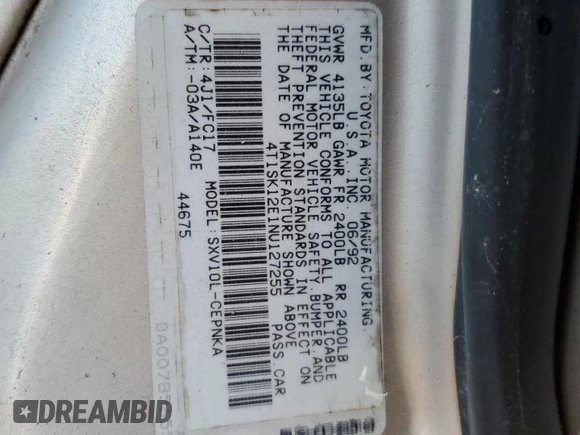 MFD. BY TOYOTA MOTOR MANUFACTURING,
U.S.A., INC. 06/92
GVWR 4135LB GAWR FR 2400LB RR 2400LB
THIS VEHICLE CONFORMS TO ALL APPLICABLE
FEDERAL MOTOR VEHICLE SAFETY, BUMPER, AND
THEFT PREVENTION STANDARDS IN EFFECT ON
THE DATE OF MANUFACTURE SHOWN ABOVE
4T1SK12E1NU127255 PASS. CAR
C/TR: 4J1/FC17 MODEL: SXV10L-CEPNKA
A/TM: -03A/A140E
44675
DREAMBID